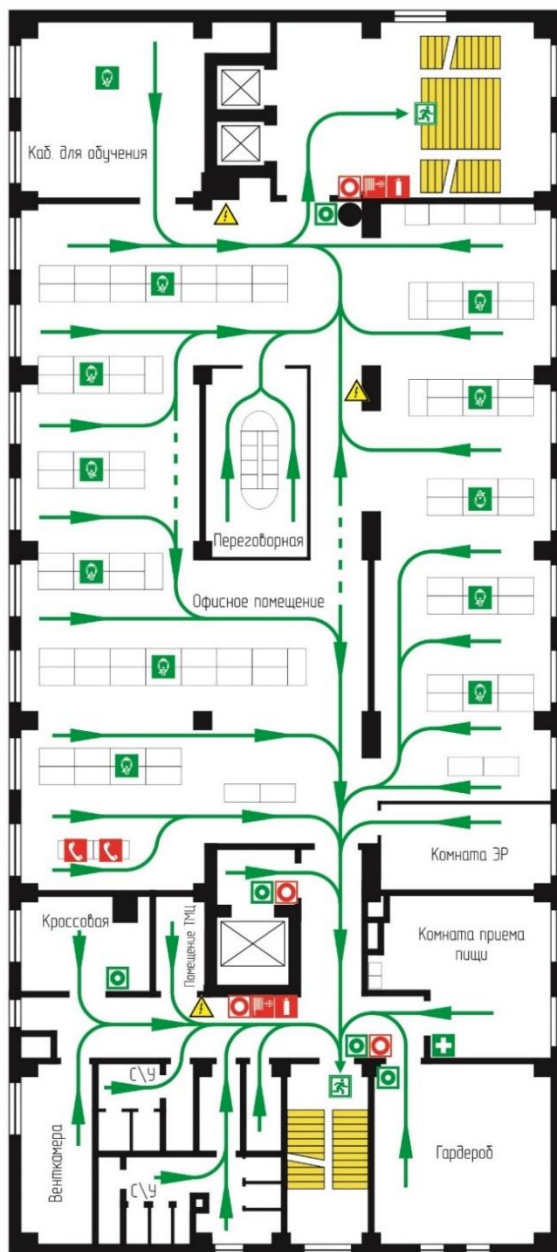 Каб. для обучения
Переговорная
Офисное помещение
Комната ЭР
Кроссовая
Помещение ТМЦ
Комната приема
пищи
С\У
Венткамера
С\У
Гардероб